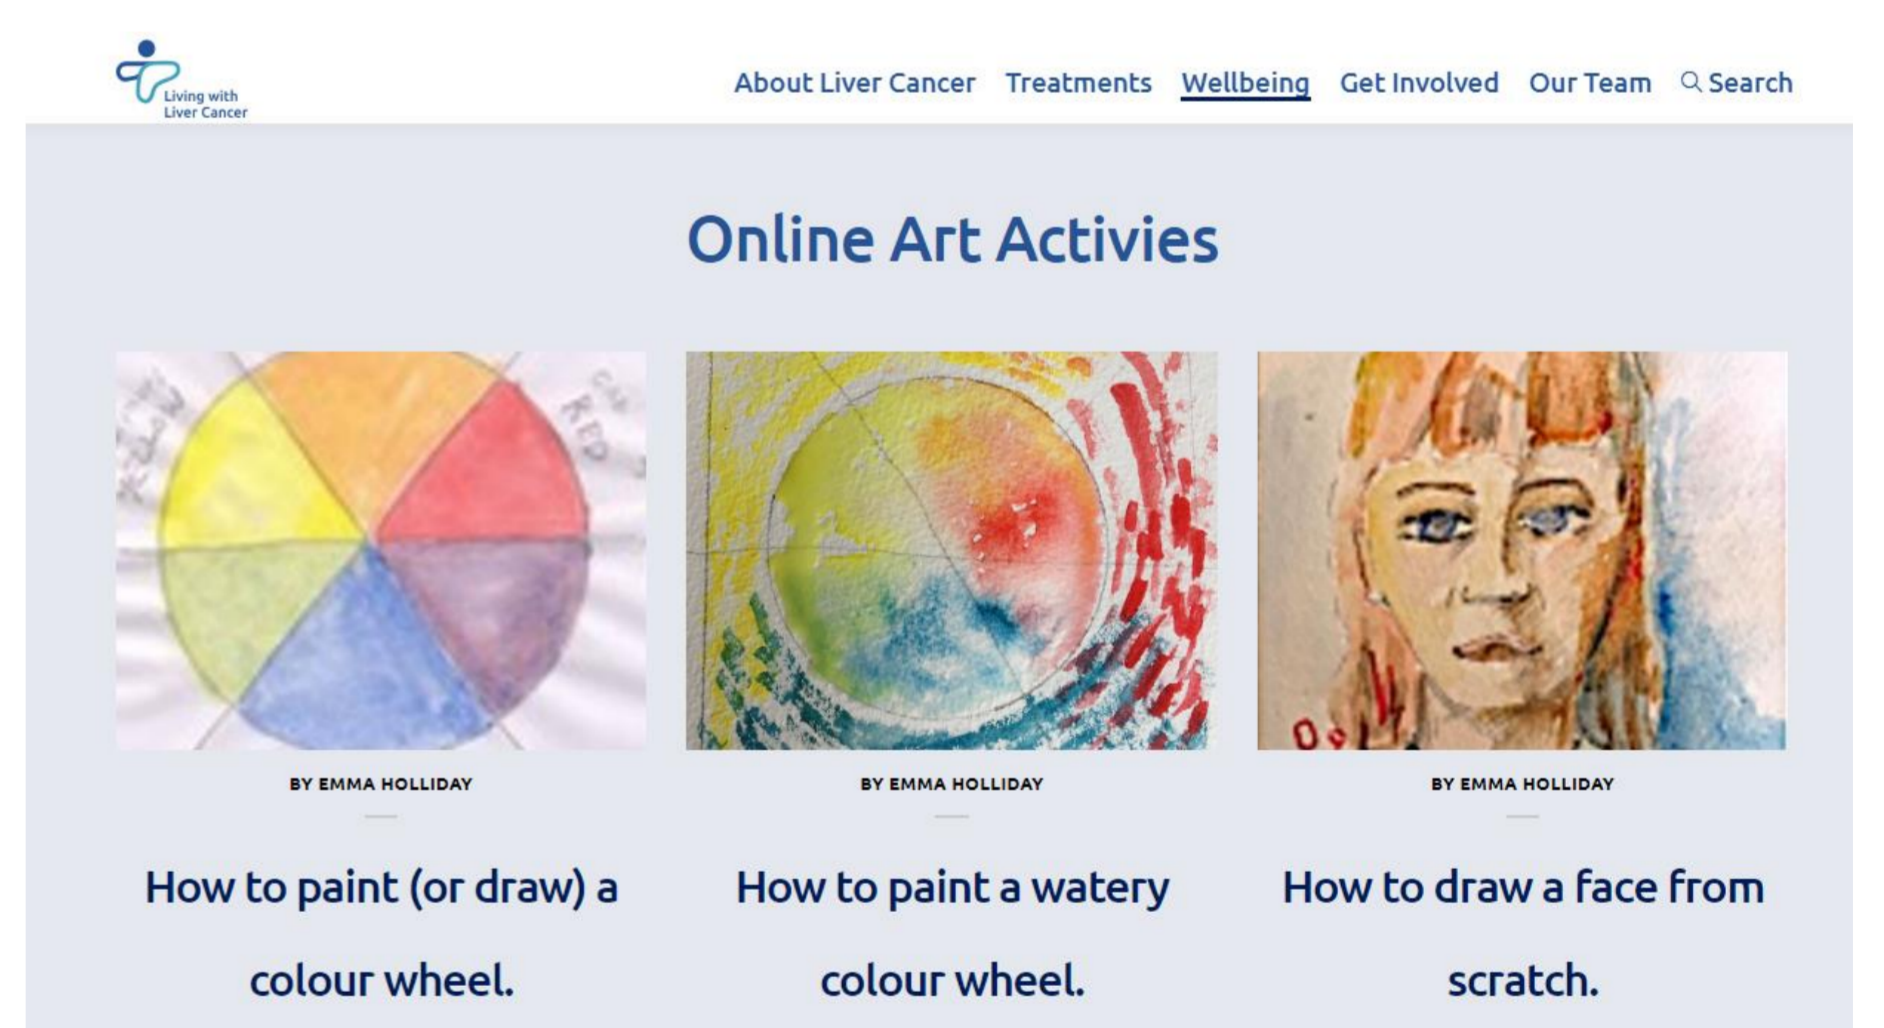 Living with
Liver Cancer
About Liver Cancer Treatments Wellbeing Get Involved Our Team Search
Online Art Activies
RED
BY EMMA HOLLIDAY
How to paint (or draw) a
colour wheel.
BY EMMA HOLLIDAY
How to paint a watery
colour wheel.
BY EMMA HOLLIDAY
How to draw a face from
scratch.